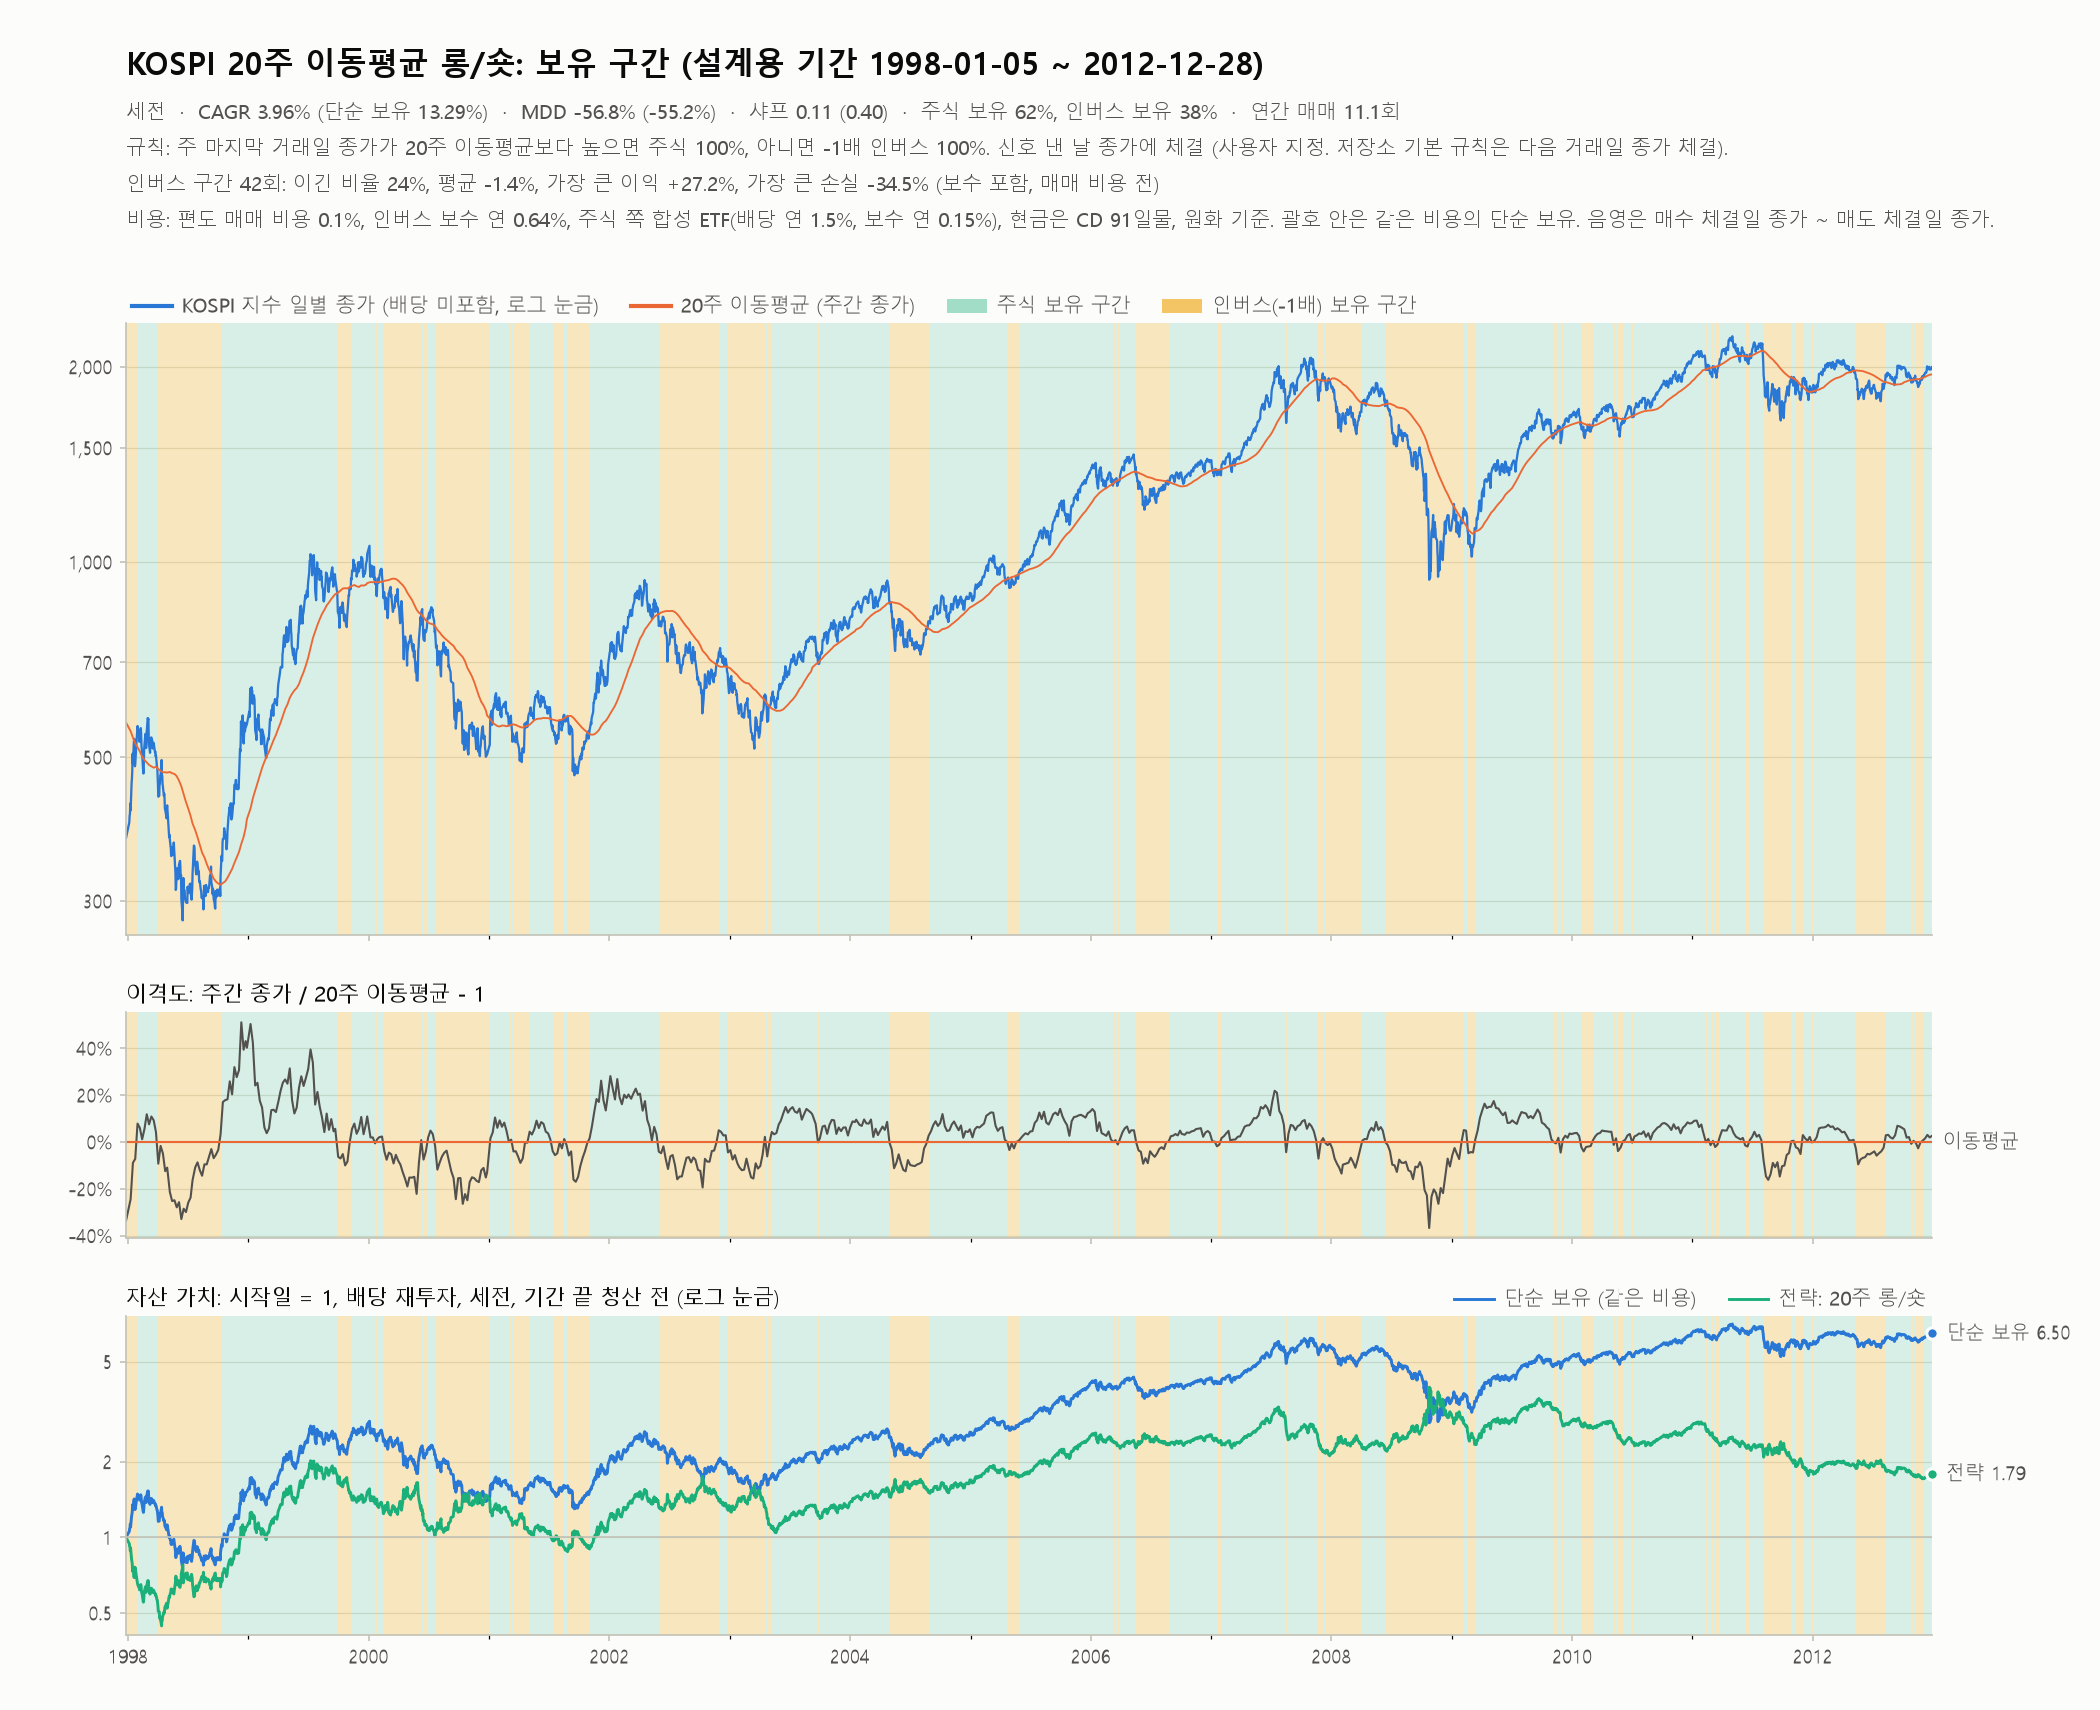 KOSPI 20주 이동평균 롱/숏: 보유 구간 (설계용 기간 1998-01-05 ~ 2012-12-28)
세전 · CAGR 3.96% (단순 보유 13.29%) · MDD -56.8% (-55.2%) · 샤프 0.11 (0.40) · 주식 보유 62%, 인버스 보유 38% · 연간 매매 11.1회
규칙: 주 마지막 거래일 종가가 20주 이동평균보다 높으면 주식 100%, 아니면 -1배 인버스 100%. 신호 낸 날 종가에 체결 (사용자 지정. 저장소 기본 규칙은 다음 거래일 종가 체결).
인버스 구간 42회: 이긴 비율 24%, 평균 -1.4%, 가장 큰 이익 +27.2%, 가장 큰 손실 -34.5% (보수 포함, 매매 비용 전)
비용: 편도 매매 비용 0.1%, 인버스 보수 연 0.64%, 주식 쪽 합성 ETF(배당 연 1.5%, 보수 연 0.15%), 현금은 CD 91일물, 원화 기준. 괄호 안은 같은 비용의 단순 보유. 음영은 매수 체결일 종가 ~ 매도 체결일 종가.
KOSPI 지수 일별 종가 (배당 미포함, 로그 눈금) 20주 이동평균 (주간 종가) 주식 보유 구간 인버스(-1배) 보유 구간
2,000
1,500
1,000
700
500
300
이격도: 주간 종가 / 20주 이동평균 - 1
40%
20%
0%
-20%
-40%
이동평균
자산 가치: 시작일 = 1, 배당 재투자, 세전, 기간 끝 청산 전 (로그 눈금)
단순 보유 (같은 비용) 전략: 20주 롱/숏
5
2
1
0.5
단순 보유 6.50
전략 1.79
1998 2000 2002 2004 2006 2008 2010 2012